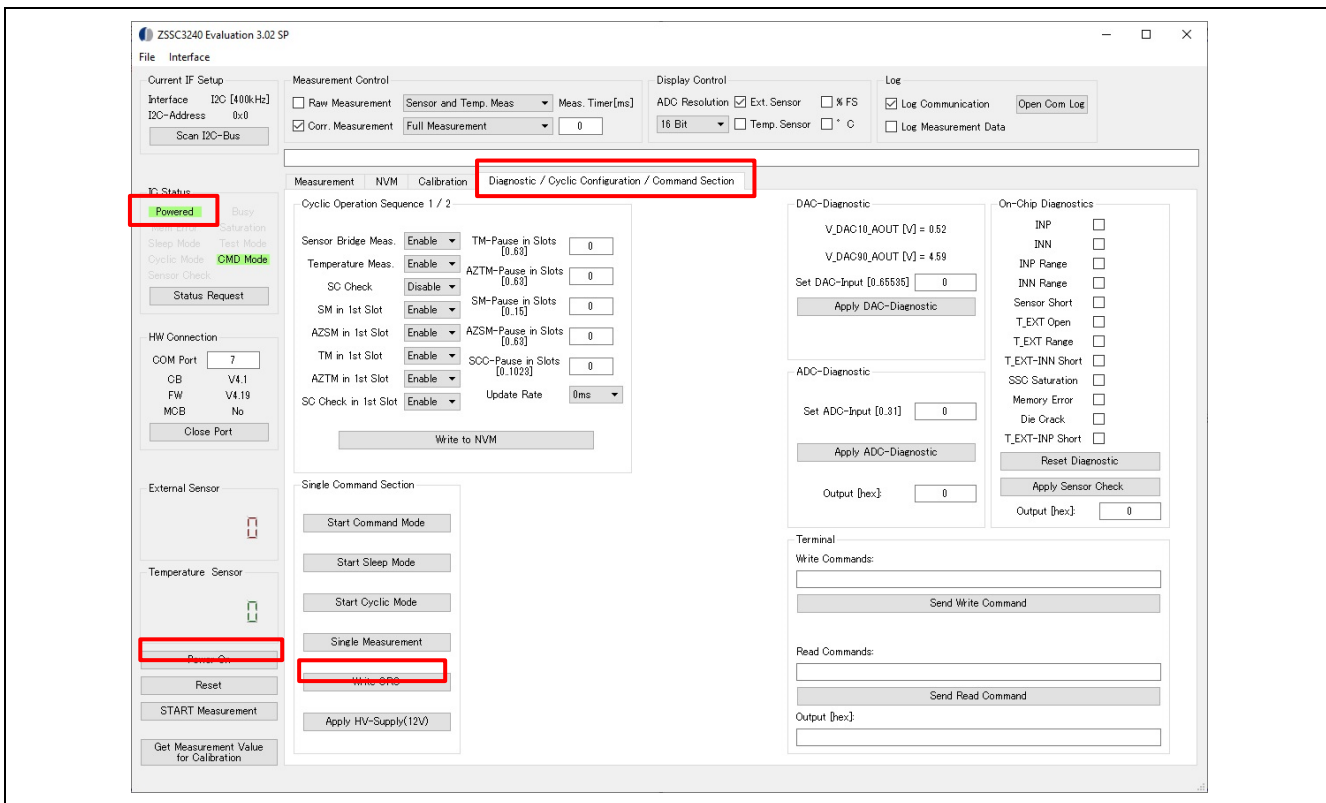 ZSSC3240 Evaluation 3.02 SP
File Interface
Current IF Setup
Interface I2C [400kHz]
I2C-Address 0x0
Scan I2C-Bus
Measurement Control
Raw Measurement Sensor and Temp. Meas Meas. Timer[ms]
Corr. Measurement Full Measurement 0
Display Control
ADC Resolution Ext. Sensor % FS
16 Bit Temp. Sensor ° C
Log
Log Communication Open Com Log
Log Measurement Data
IC Status
Powered Busy
Mem Error Saturation
Sleep Mode Test Mode
Cyclic Mode CMD Mode
Sensor Check
Status Request
HW Connection
COM Port 7
CB V4.1
FW V4.19
MCB No
Close Port
External Sensor
0
Temperature Sensor
0
Power On
Reset
START Measurement
Get Measurement Value
for Calibration
Measurement NVM Calibration Diagnostic / Cyclic Configuration / Command Section
Cyclic Operation Sequence 1 / 2
Sensor Bridge Meas. Enable
Temperature Meas. Enable
SC Check Disable
SM in 1st Slot Enable
AZSM in 1st Slot Enable
TM in 1st Slot Enable
AZTM in 1st Slot Enable
SC Check in 1st Slot Enable
TM-Pause in Slots
[0..63] 0
AZTM-Pause in Slots
[0..63] 0
SM-Pause in Slots
[0..15] 0
AZSM-Pause in Slots
[0..63] 0
SCC-Pause in Slots
[0..1023] 0
Update Rate 0ms
Write to NVM
Single Command Section
Start Command Mode
Start Sleep Mode
Start Cyclic Mode
Single Measurement
Write CRC
Apply HV-Supply(12V)
DAC-Diagnostic
V_DAC10_AOUT [V] = 0.52
V_DAC90_AOUT [V] = 4.59
Set DAC-Input [0..65535] 0
Apply DAC-Diagnostic
ADC-Diagnostic
Set ADC-Input [0..31] 0
Apply ADC-Diagnostic
Output [hex]: 0
On-Chip Diagnostics
INP
INN
INP Range
INN Range
Sensor Short
T_EXT Open
T_EXT Range
T_EXT-INN Short
SSC Saturation
Memory Error
Die Crack
T_EXT-INP Short
Reset Diagnostic
Apply Sensor Check
Output [hex]: 0
Terminal
Write Commands:
Send Write Command
Read Commands:
Send Read Command
Output [hex]: